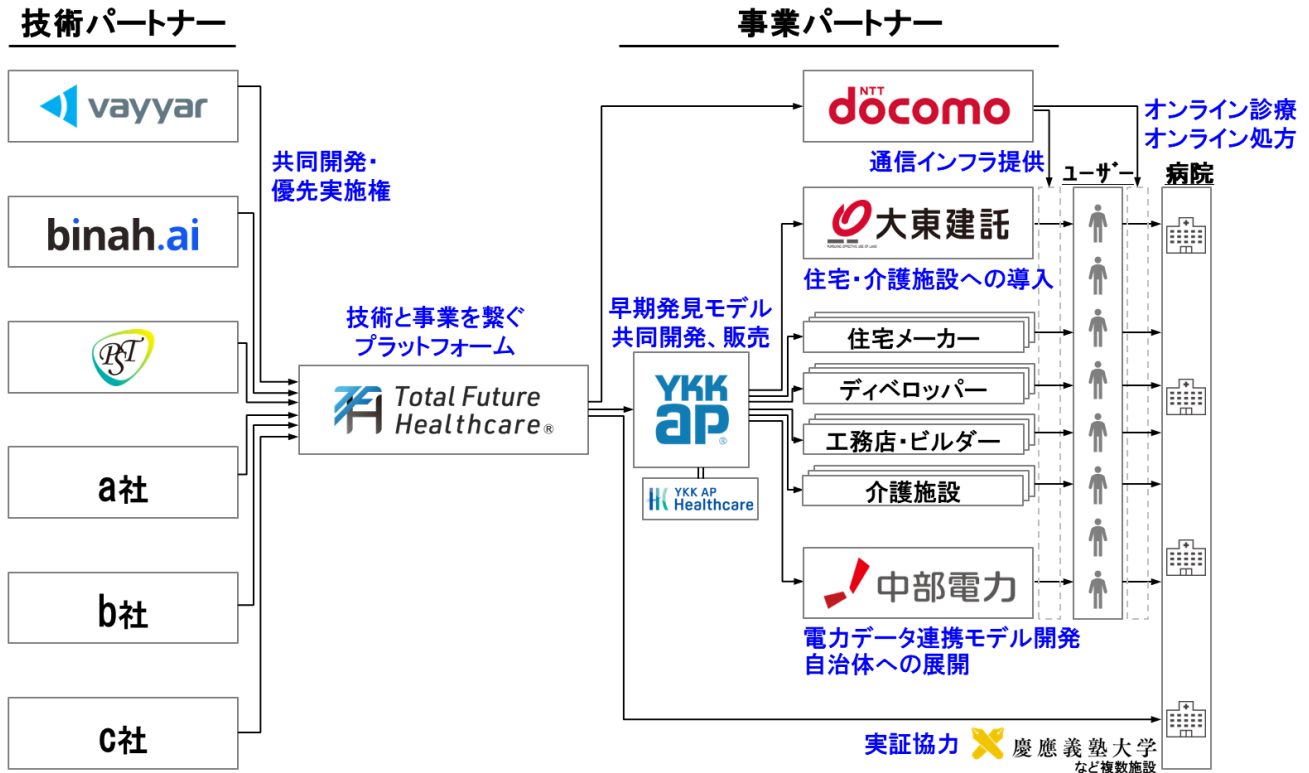 技術パートナー
事業パートナー
vayyar
binah.ai
PST
a社
b社
c社
共同開発・
優先実施権
技術と事業を繋ぐ
プラットフォーム
Total Future
Healthcare®
早期発見モデル
共同開発、販売
YKK
ap®
YKK AP
Healthcare
NTT
docomo
通信インフラ提供
大東建託
住宅・介護施設への導入
住宅メーカー
ディベロッパー
工務店・ビルダー
介護施設
中部電力
電力データ連携モデル開発
自治体への展開
オンライン診療
オンライン処方
ユーザー
病院
実証協力
慶應義塾大学
など複数施設